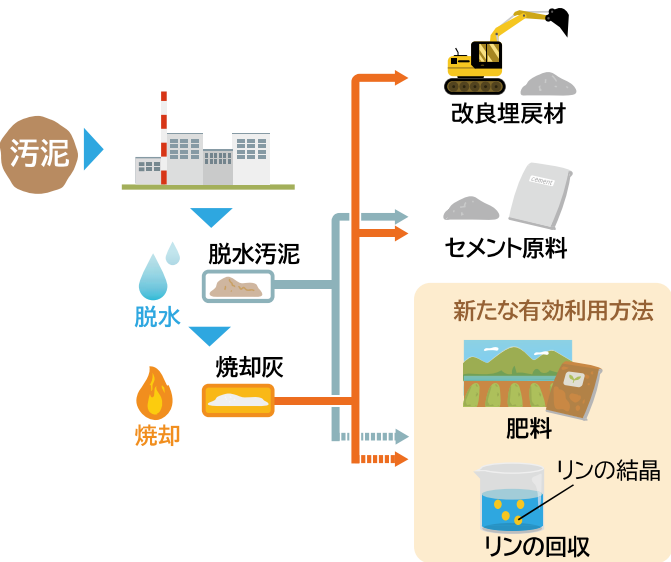 汚泥
改良埋戻材
cement
セメント原料
脱水汚泥
脱水
焼却灰
焼却
新たな有効利用方法
肥料
リンの結晶
リンの回収